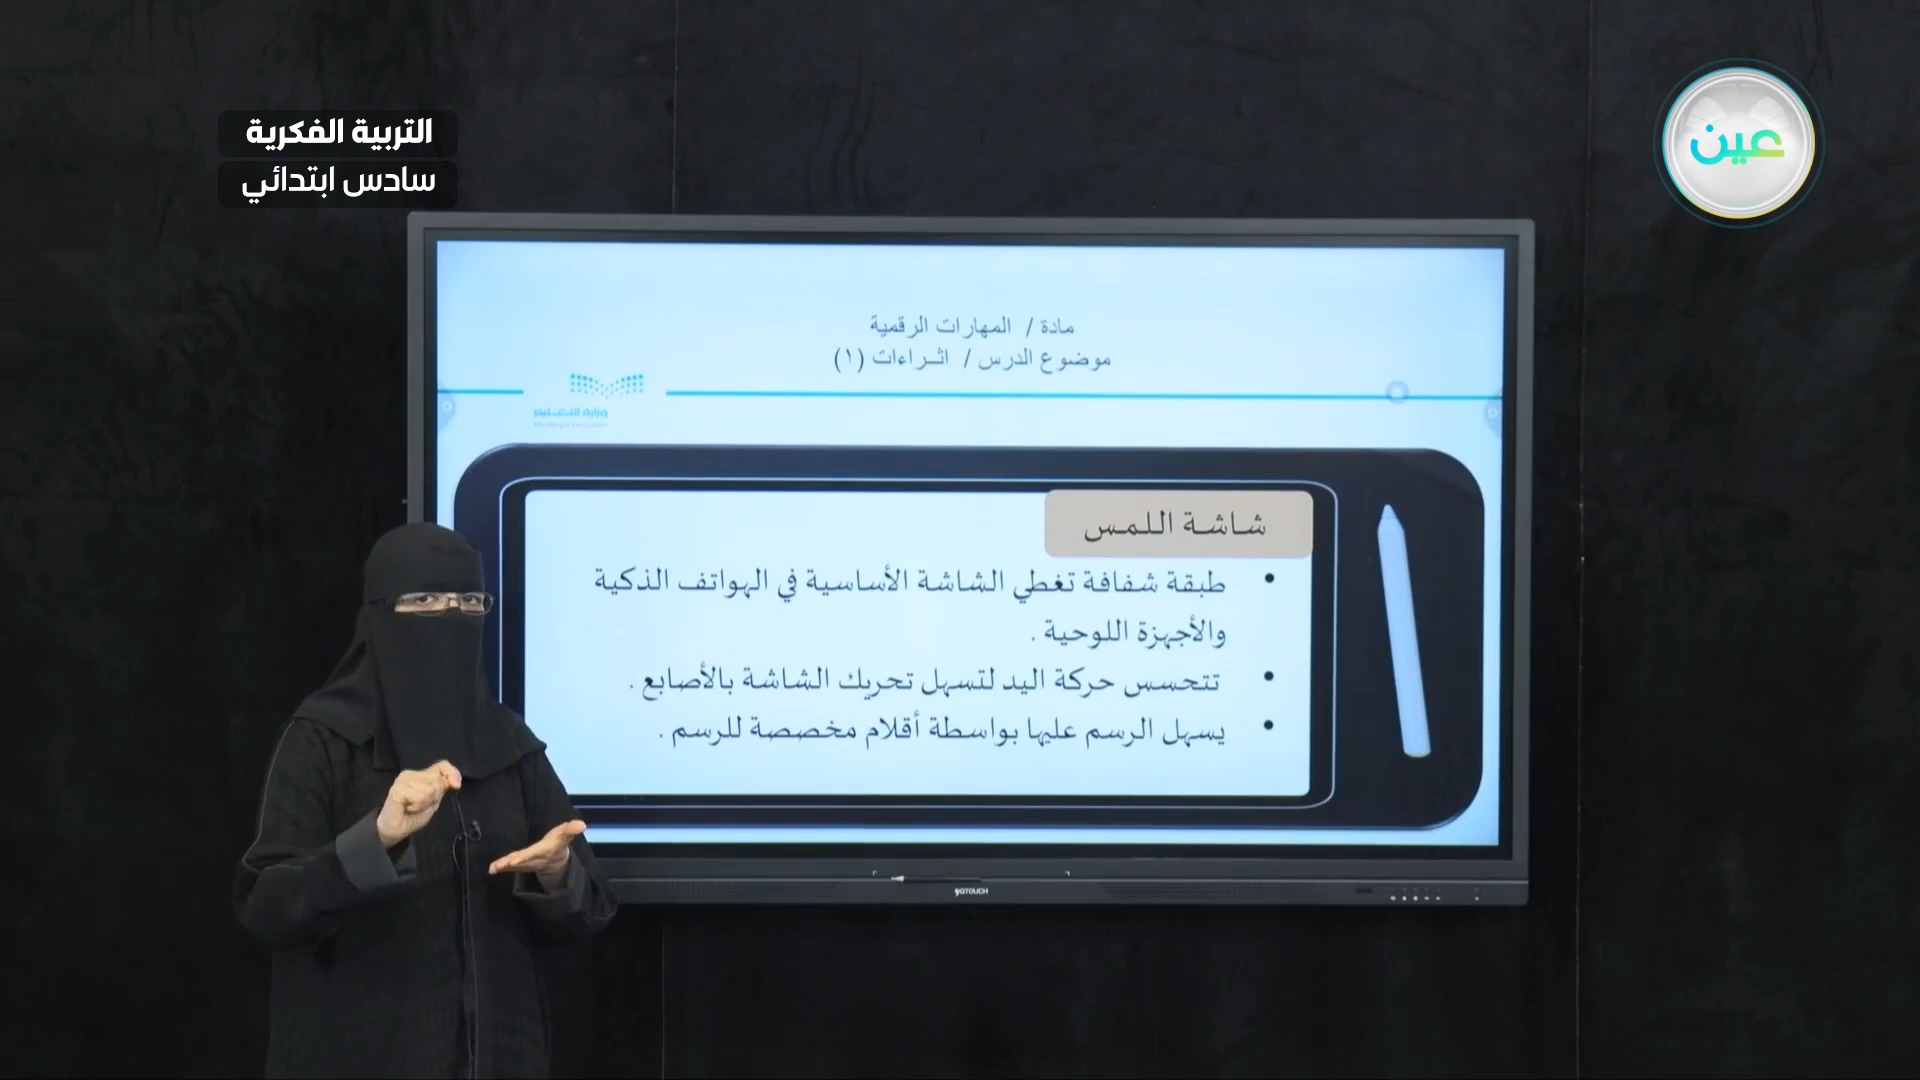 التربية الفكرية
سادس ابتدائي
عين
مادة / المهارات الرقمية
موضوع الدرس / اثـراءات (١)
وزارة التعليم
شاشة اللمس
• طبقة شفافة تغطي الشاشة الأساسية في الهواتف الذكية
والأجهزة اللوحية .
• تتحسس حركة اليد لتسهل تحريك الشاشة بالأصابع .
• يسهل الرسم عليها بواسطة أقلام مخصصة للرسم .